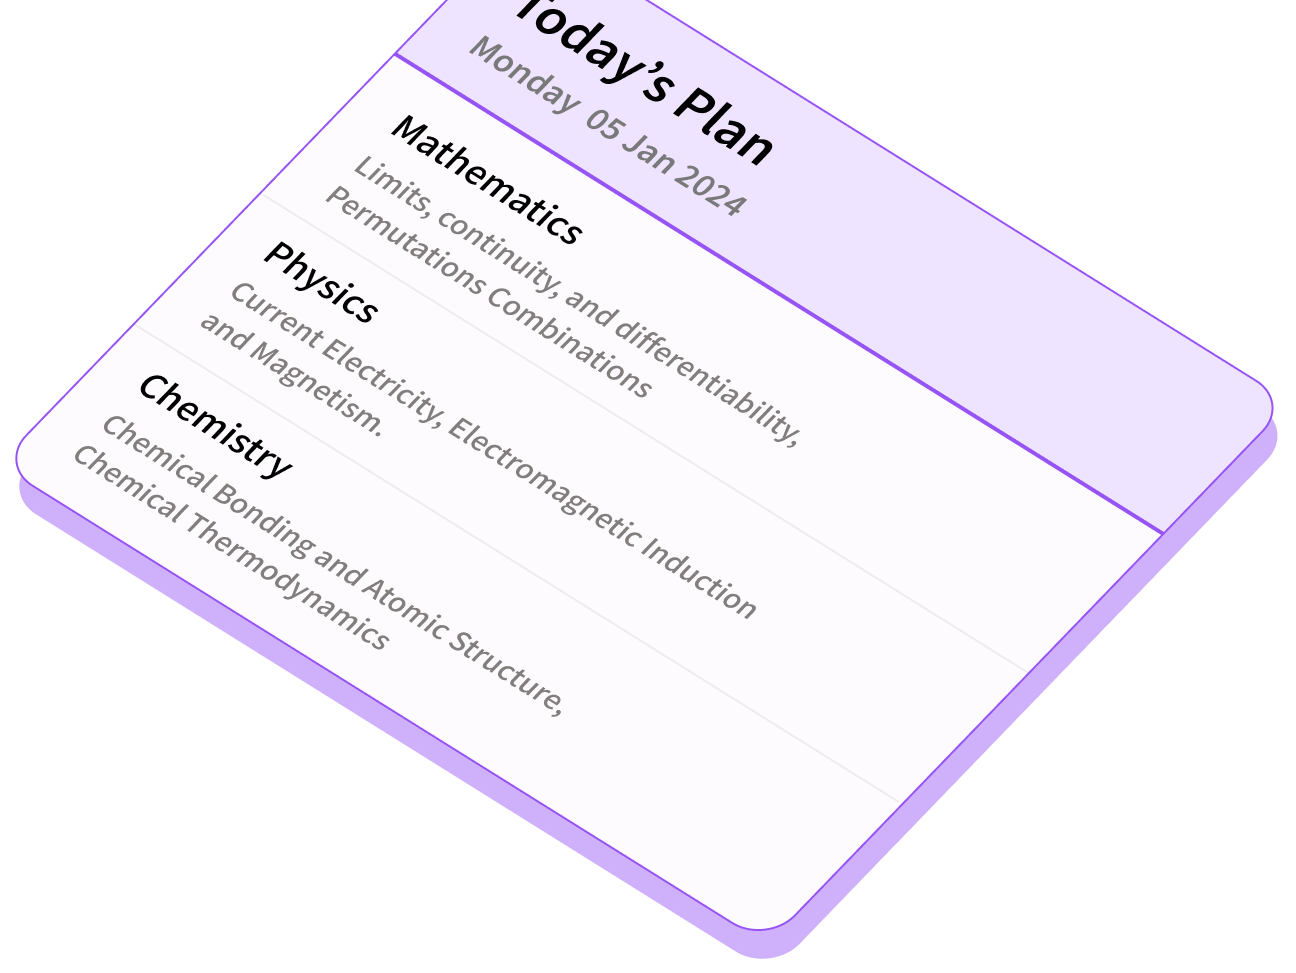 Today's Plan
Monday 05 Jan 2024
Mathematics
Limits, continuity, and differentiability,
Permutations Combinations
Physics
Current Electricity, Electromagnetic Induction
and Magnetism.
Chemistry
Chemical Bonding and Atomic Structure,
Chemical Thermodynamics